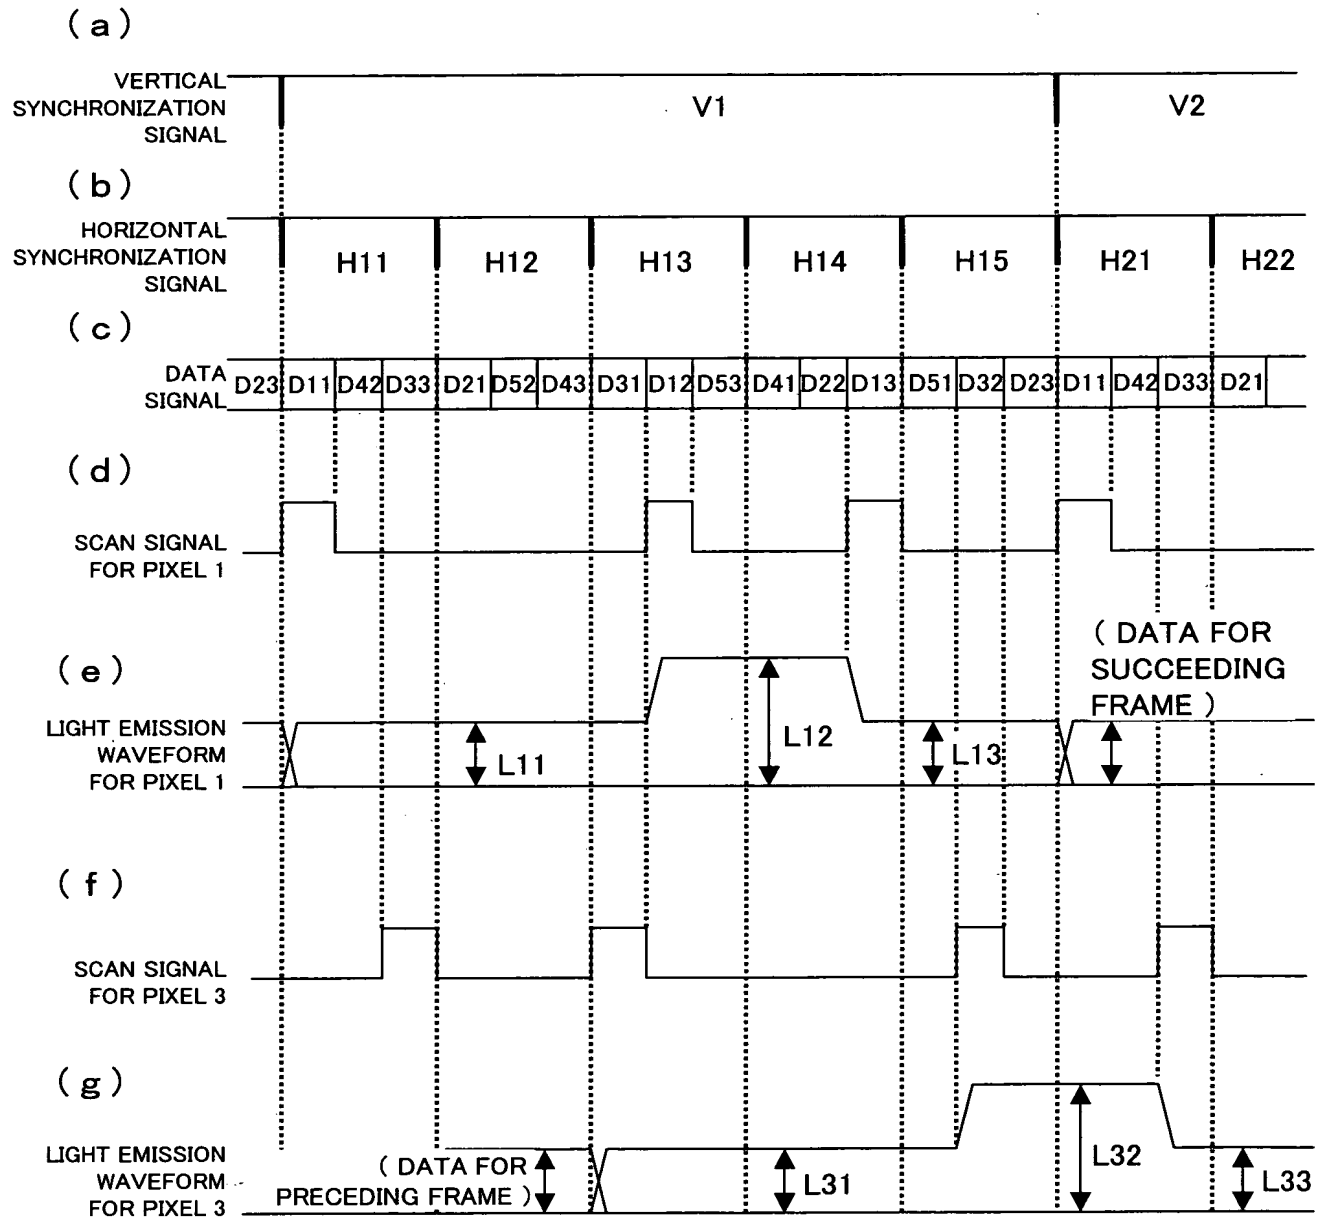 (a)
VERTICAL
SYNCHRONIZATION
SIGNAL
V1 V2
(b)
HORIZONTAL
SYNCHRONIZATION
SIGNAL
H11 H12 H13 H14 H15 H21 H22
(c)
DATA
SIGNAL
D23 D11 D42 D33 D21 D52 D43 D31 D12 D53 D41 D22 D13 D51 D32 D23 D11 D42 D33 D21
(d)
SCAN SIGNAL
FOR PIXEL 1
(e)
LIGHT EMISSION
WAVEFORM
FOR PIXEL 1
L11 L12 L13
( DATA FOR
SUCCEEDING
FRAME )
(f)
SCAN SIGNAL
FOR PIXEL 3
(g)
LIGHT EMISSION
WAVEFORM
FOR PIXEL 3
( DATA FOR
PRECEDING FRAME )
L31 L32 L33